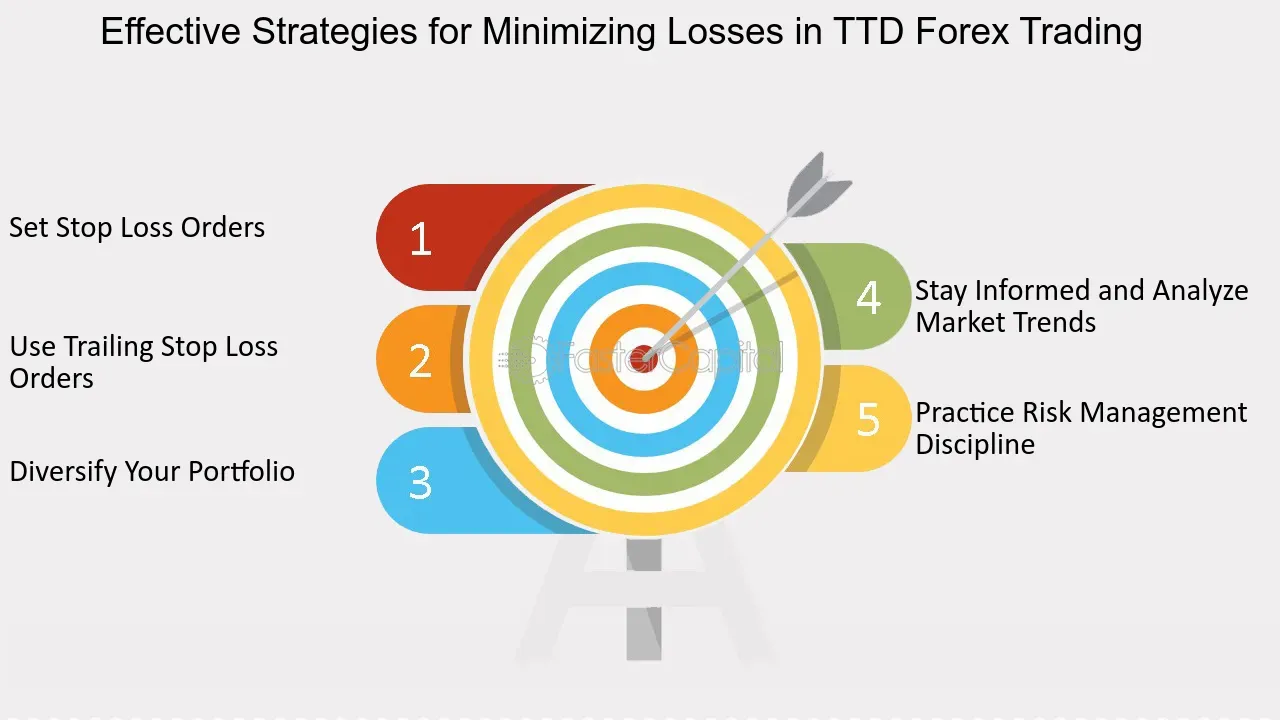 Effective Strategies for Minimizing Losses in TTD Forex Trading
1
Set Stop Loss Orders
2
Use Trailing Stop Loss
Orders
3
Diversify Your Portfolio
4
Stay Informed and Analyze
Market Trends
5
Practice Risk Management
Discipline
FasterCapital